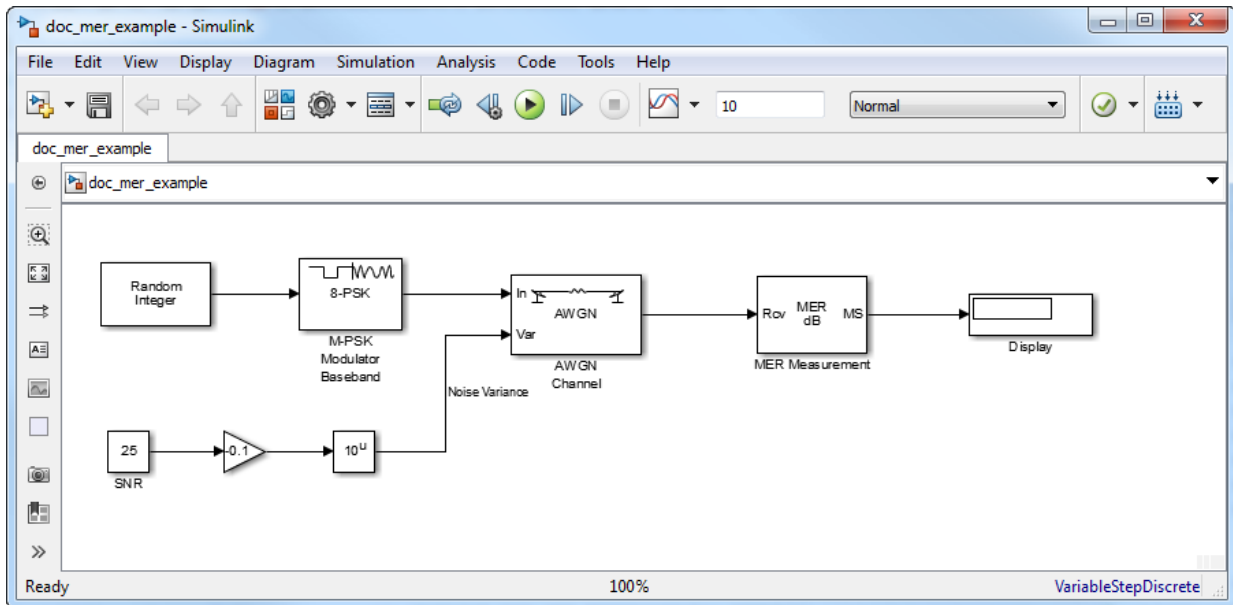 doc_mer_example - Simulink
File Edit View Display Diagram Simulation Analysis Code Tools Help
10 Normal
doc_mer_example
doc_mer_example
Random
Integer
8-PSK
M-PSK
Modulator
Baseband
In
AWGN
Var
AWGN
Channel
Noise Variance
Rcv MER
dB MS
MER Measurement
Display
25
SNR
-0.1
10^u
Ready 100% VariableStepDiscrete